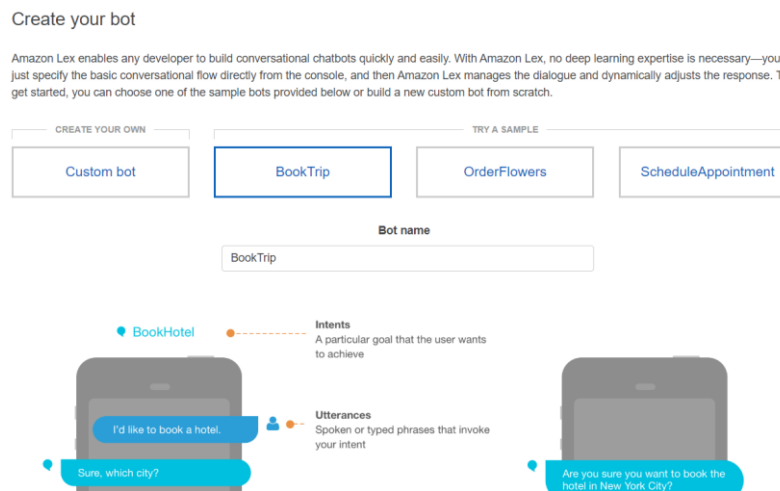 Create your bot
Amazon Lex enables any developer to build conversational chatbots quickly and easily. With Amazon Lex, no deep learning expertise is necessary—you
just specify the basic conversational flow directly from the console, and then Amazon Lex manages the dialogue and dynamically adjusts the response. T
get started, you can choose one of the sample bots provided below or build a new custom bot from scratch.
CREATE YOUR OWN
TRY A SAMPLE
Custom bot
BookTrip
OrderFlowers
ScheduleAppointment
Bot name
BookTrip
BookHotel
Intents
A particular goal that the user wants
to achieve
I'd like to book a hotel.
Utterances
Spoken or typed phrases that invoke
your intent
Sure, which city?
Are you sure you want to book the
hotel in New York City?